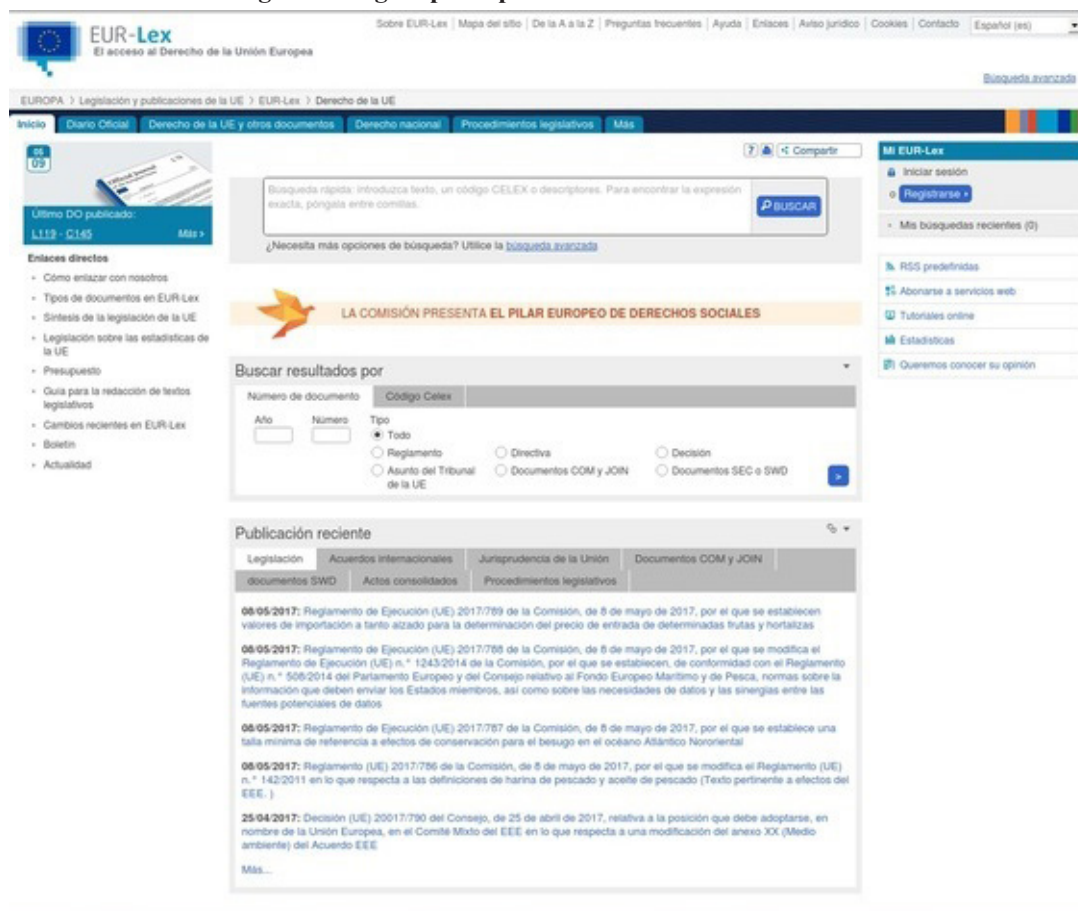 EUR-Lex
El acceso al Derecho de la Unión Europea
Sobre EUR-Lex | Mapa del sitio | De la A a la Z | Preguntas frecuentes | Ayuda | Enlaces | Aviso jurídico | Cookies | Contacto
Español (es)
Búsqueda avanzada
EUROPA > Legislación y publicaciones de la UE > EUR-Lex > Derecho de la UE
Inicio
Diario Oficial
Derecho de la UE y otros documentos
Derecho nacional
Procedimientos legislativos
Más
05
09
Official Journal
Último DO publicado:
L119 - C145
Más >
Enlaces directos
Cómo enlazar con nosotros
Tipos de documentos en EUR-Lex
Síntesis de la legislación de la UE
Legislación sobre las estadísticas de
la UE
Presupuesto
Guía para la redacción de textos
legislativos
Cambios recientes en EUR-Lex
Boletín
Actualidad
? Compartir
Búsqueda rápida: introduzca texto, un código CELEX o descriptores. Para encontrar la expresión
exacta, póngala entre comillas.
BUSCAR
¿Necesita más opciones de búsqueda? Utilice la búsqueda avanzada
LA COMISIÓN PRESENTA EL PILAR EUROPEO DE DERECHOS SOCIALES
Buscar resultados por
Número de documento
Código Celex
Año
Número
Tipo
Todo
Reglamento
Directiva
Decisión
Asunto del Tribunal
de la UE
Documentos COM y JOIN
Documentos SEC o SWD
>
Publicación reciente
Legislación
Acuerdos internacionales
Jurisprudencia de la Unión
Documentos COM y JOIN
documentos SWD
Actos consolidados
Procedimientos legislativos
08/05/2017: Reglamento de Ejecución (UE) 2017/789 de la Comisión, de 8 de mayo de 2017, por el que se establecen
valores de importación a tanto alzado para la determinación del precio de entrada de determinadas frutas y hortalizas
08/05/2017: Reglamento de Ejecución (UE) 2017/788 de la Comisión, de 8 de mayo de 2017, por el que se modifica el
Reglamento de Ejecución (UE) n.° 1243/2014 de la Comisión, por el que se establecen, de conformidad con el Reglamento
(UE) n.° 508/2014 del Parlamento Europeo y del Consejo relativo al Fondo Europeo Marítimo y de Pesca, normas sobre la
información que deben enviar los Estados miembros, así como sobre las necesidades de datos y las sinergias entre las
fuentes potenciales de datos
08/05/2017: Reglamento de Ejecución (UE) 2017/787 de la Comisión, de 8 de mayo de 2017, por el que se establece una
talla mínima de referencia a efectos de conservación para el besugo en el océano Atlántico Nororiental
08/05/2017: Reglamento (UE) 2017/786 de la Comisión, de 8 de mayo de 2017, por el que se modifica el Reglamento (UE)
n.° 142/2011 en lo que respecta a las definiciones de harina de pescado y aceite de pescado (Texto pertinente a efectos del
EEE. )
25/04/2017: Decisión (UE) 20017/790 del Consejo, de 25 de abril de 2017, relativa a la posición que debe adoptarse, en
nombre de la Unión Europea, en el Comité Mixto del EEE en lo que respecta a una modificación del anexo XX (Medio
ambiente) del Acuerdo EEE
Más...
Mi EUR-Lex
Iniciar sesión
o Registrarse
Mis búsquedas recientes (0)
RSS predefinidas
Abonarse a servicios web
Tutoriales online
Estadísticas
Queremos conocer su opinión